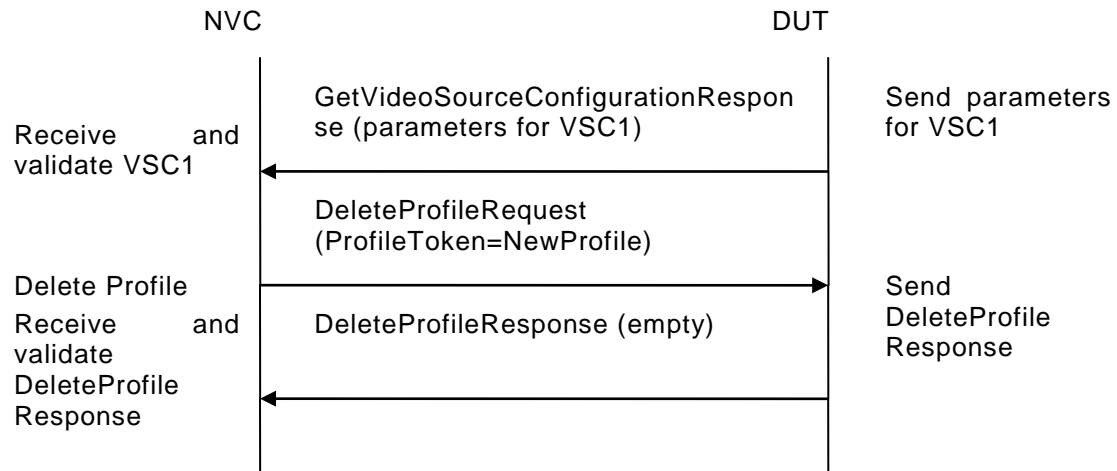 NVC
DUT
GetVideoSourceConfigurationRespon
se (parameters for VSC1)
Send parameters
for VSC1
Receive and
validate VSC1
DeleteProfileRequest
(ProfileToken=NewProfile)
Delete Profile
Send
DeleteProfile
Response
Receive and
validate
DeleteProfile
Response
DeleteProfileResponse (empty)